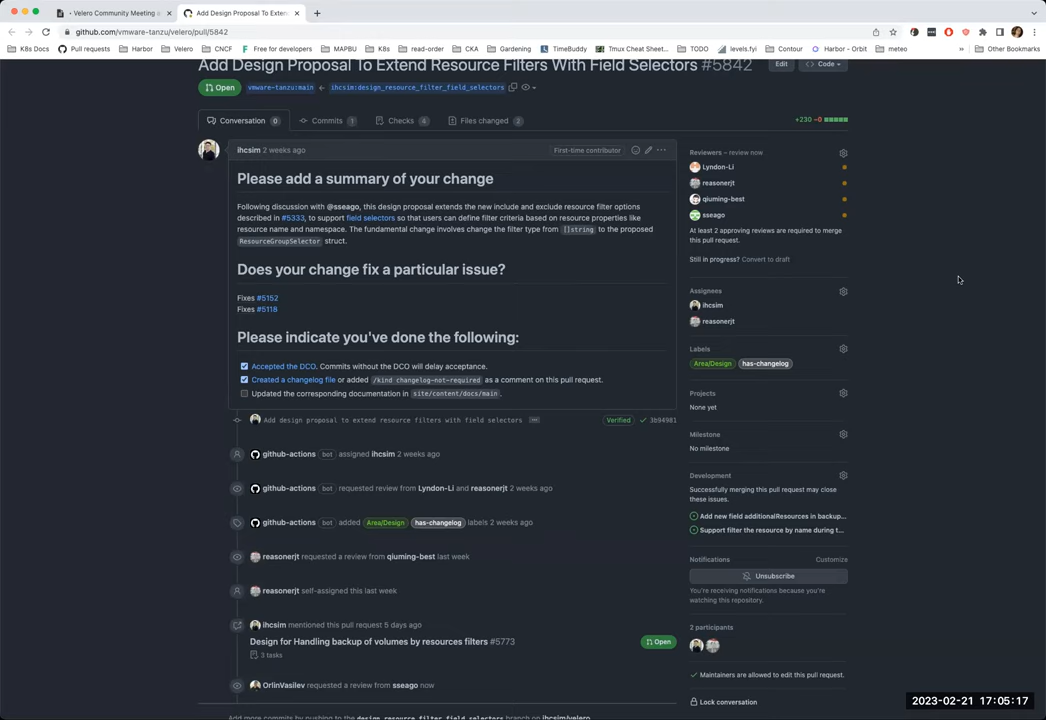 • Velero Community Meeting
Add Design Proposal To Exten
github.com/vmware-tanzu/velero/pull/5842
K8s Docs
Pull requests
Harbor
Velero
CNCF
Free for developers
MAPBU
K8s
read-order
CKA
Gardening
TimeBuddy
Tmux Cheat Sheet...
TODO
levels.fyi
Contour
Harbor - Orbit
meteo
»
Other Bookmarks
Add Design Proposal To Extend Resource Filters With Field Selectors #5842
Edit
Code
Open
vmware-tanzu:main
ihcsim:design_resource_filter_field_selectors
Conversation 0
Commits 1
Checks 4
Files changed 2
+230 −0
ihcsim 2 weeks ago
First-time contributor
Please add a summary of your change
Following discussion with @sseago, this design proposal extends the new include and exclude resource filter options
described in #5333, to support field selectors so that users can define filter criteria based on resource properties like
resource name and namespace. The fundamental change involves change the filter type from []string to the proposed
ResourceGroupSelector struct.
Does your change fix a particular issue?
Fixes #5152
Fixes #5118
Please indicate you've done the following:
Accepted the DCO. Commits without the DCO will delay acceptance.
Created a changelog file or added /kind changelog-not-required as a comment on this pull request.
Updated the corresponding documentation in site/content/docs/main.
Add design proposal to extend resource filters with field selectors
Verified
3b94981
github-actions bot assigned ihcsim 2 weeks ago
github-actions bot requested review from Lyndon-Li and reasonerjt 2 weeks ago
github-actions bot added Area/Design has-changelog labels 2 weeks ago
reasonerjt requested a review from qiuming-best last week
reasonerjt self-assigned this last week
ihcsim mentioned this pull request 5 days ago
Design for Handling backup of volumes by resources filters #5773
Open
3 tasks
OrlinVasilev requested a review from sseago now
Add more commits by pushing to the design_resource_filter_field_selectors branch on ihcsim/velero.
Reviewers – review now
Lyndon-Li
reasonerjt
qiuming-best
sseago
At least 2 approving reviews are required to merge
this pull request.
Still in progress? Convert to draft
Assignees
ihcsim
reasonerjt
Labels
Area/Design
has-changelog
Projects
None yet
Milestone
No milestone
Development
Successfully merging this pull request may close
these issues.
Add new field additionalResources in backup...
Support filter the resource by name during t...
Notifications
Customize
Unsubscribe
You're receiving notifications because you're
watching this repository.
2 participants
Maintainers are allowed to edit this pull request.
Lock conversation
2023-02-21 17:05:17